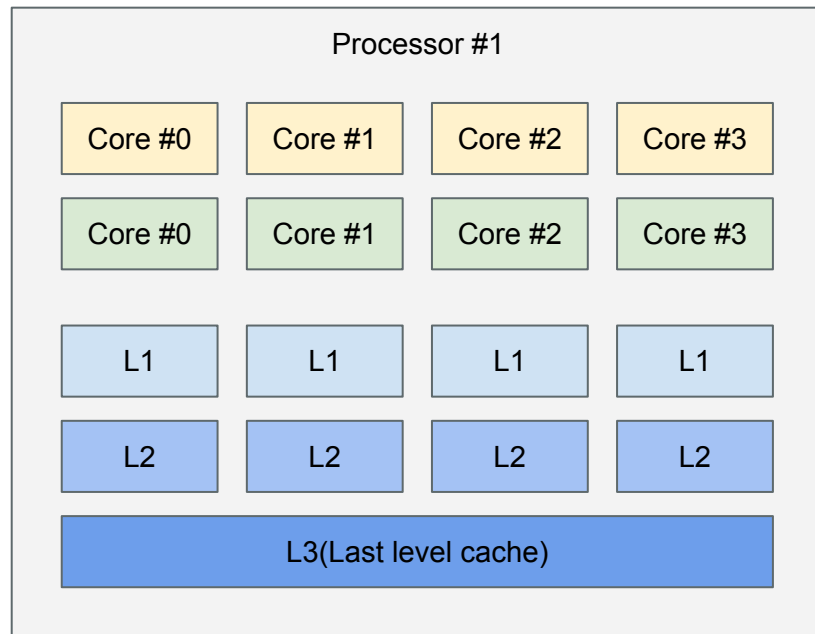 Processor #1
Core #0 Core #1 Core #2 Core #3
Core #0 Core #1 Core #2 Core #3
L1 L1 L1 L1
L2 L2 L2 L2
L3(Last level cache)